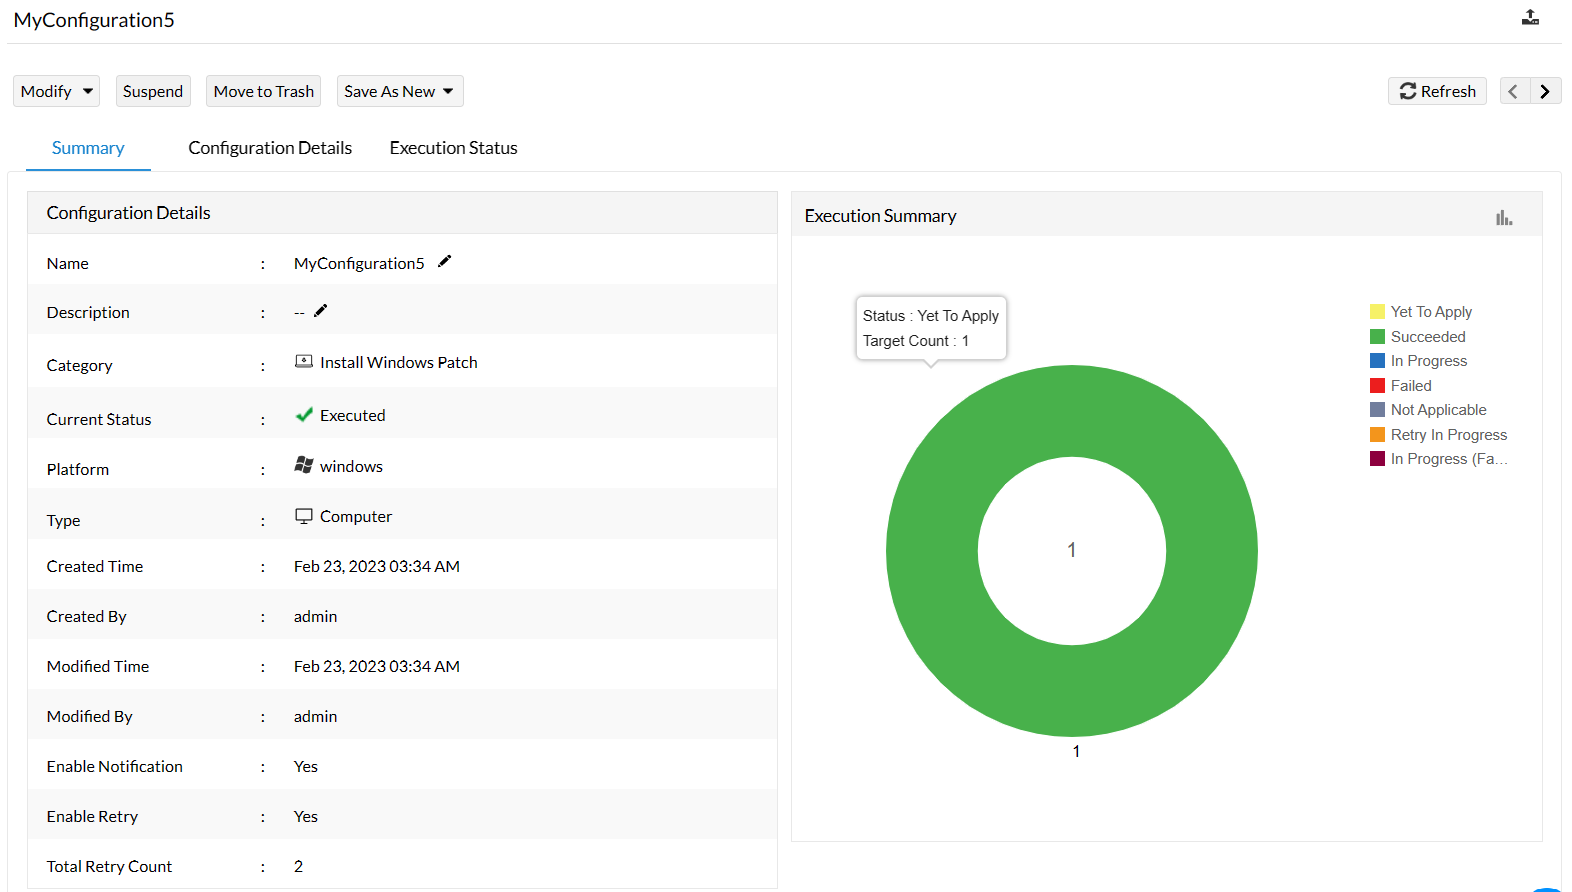 MyConfiguration5
Modify
Suspend
Move to Trash
Save As New
Refresh
Summary
Configuration Details
Execution Status
Configuration Details
Name : MyConfiguration5
Description : --
Category : Install Windows Patch
Current Status : Executed
Platform : windows
Type : Computer
Created Time : Feb 23, 2023 03:34 AM
Created By : admin
Modified Time : Feb 23, 2023 03:34 AM
Modified By : admin
Enable Notification : Yes
Enable Retry : Yes
Total Retry Count : 2
Execution Summary
Status : Yet To Apply
Target Count : 1
1
1
Yet To Apply
Succeeded
In Progress
Failed
Not Applicable
Retry In Progress
In Progress (Fa...